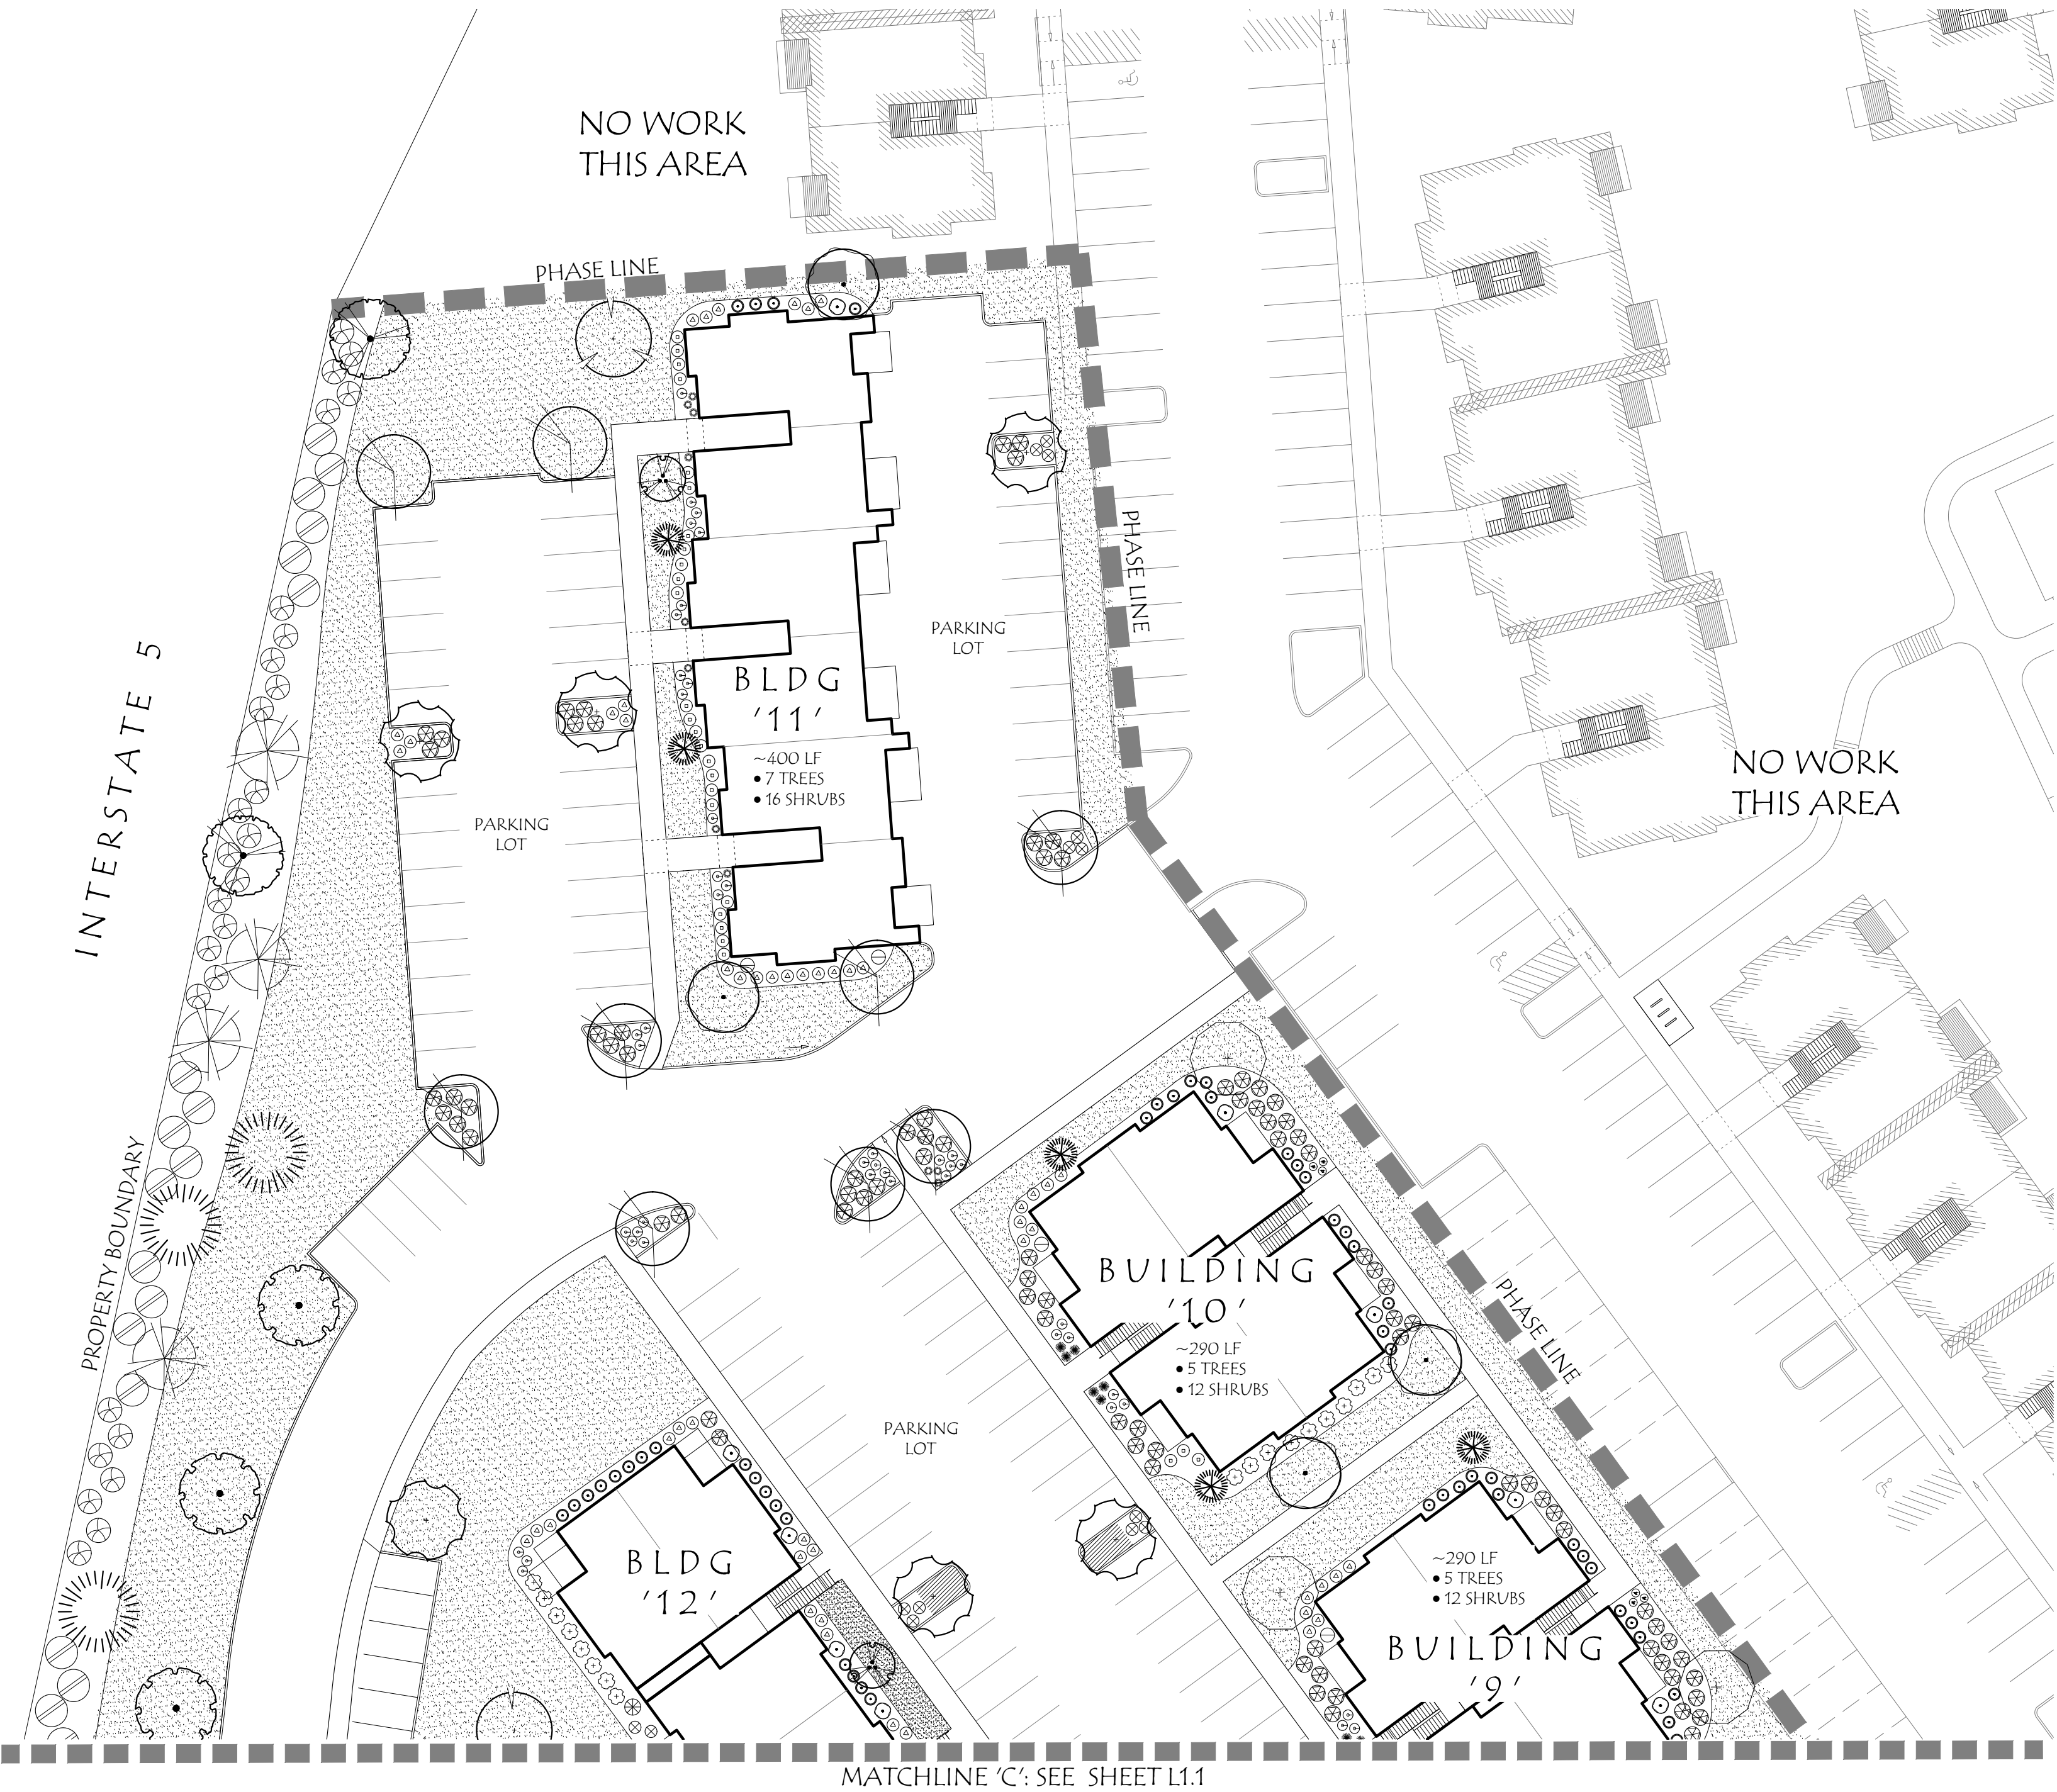 NO WORK
THIS AREA
PHASE LINE
PHASE LINE
INTERSTATE 5
PARKING
LOT
BLDG
'11'
~400 LF
• 7 TREES
• 16 SHRUBS
PARKING
LOT
NO WORK
THIS AREA
PROPERTY BOUNDARY
BUILDING
'10'
~290 LF
• 5 TREES
• 12 SHRUBS
PHASE LINE
PARKING
LOT
BLDG
'12'
~290 LF
• 5 TREES
• 12 SHRUBS
BUILDING
'9'
MATCHLINE 'C': SEE SHEET L1.1